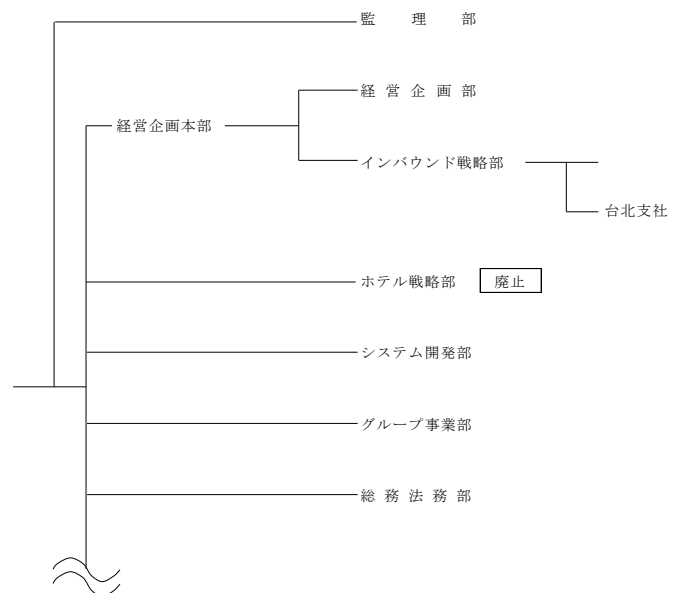 監理部
経営企画部
経営企画本部
インバウンド戦略部
台北支社
ホテル戦略部 廃止
システム開発部
グループ事業部
総務法務部